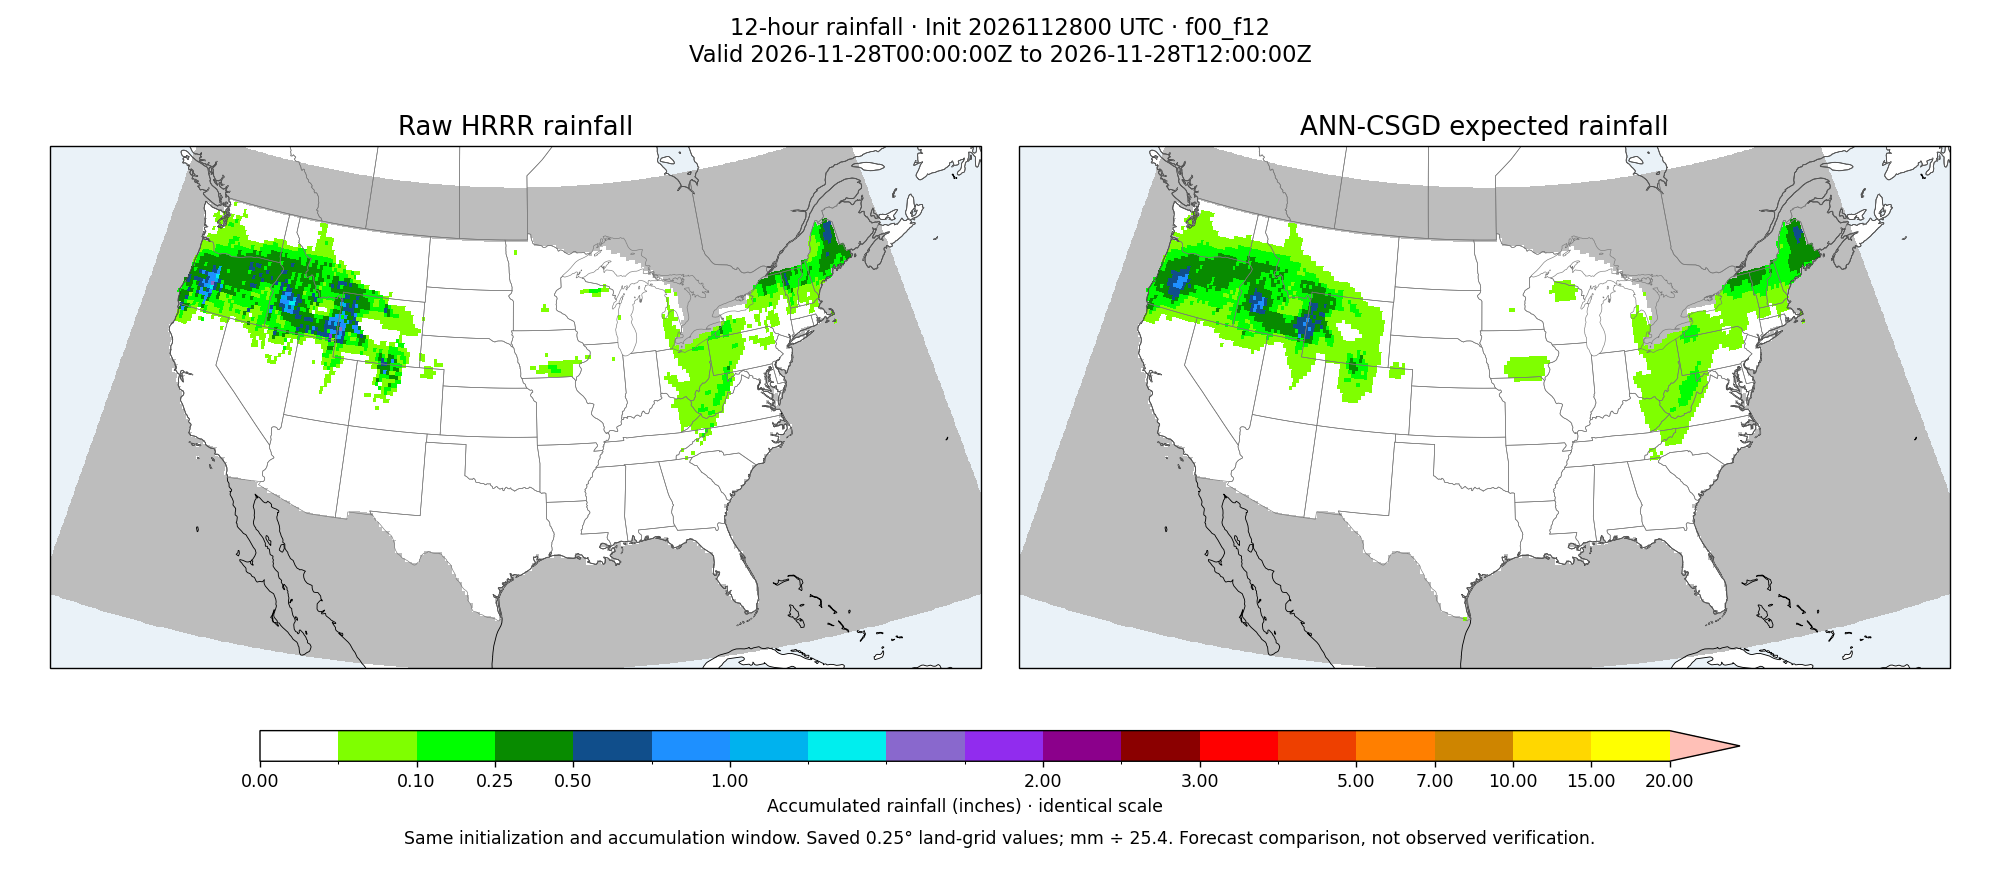 12-hour rainfall · Init 2026112800 UTC · f00_f12
Valid 2026-11-28T00:00:00Z to 2026-11-28T12:00:00Z
Raw HRRR rainfall
ANN-CSGD expected rainfall
0.00 0.10 0.25 0.50 1.00 2.00 3.00 5.00 7.00 10.00 15.00 20.00
Accumulated rainfall (inches) · identical scale
Same initialization and accumulation window. Saved 0.25° land-grid values; mm ÷ 25.4. Forecast comparison, not observed verification.